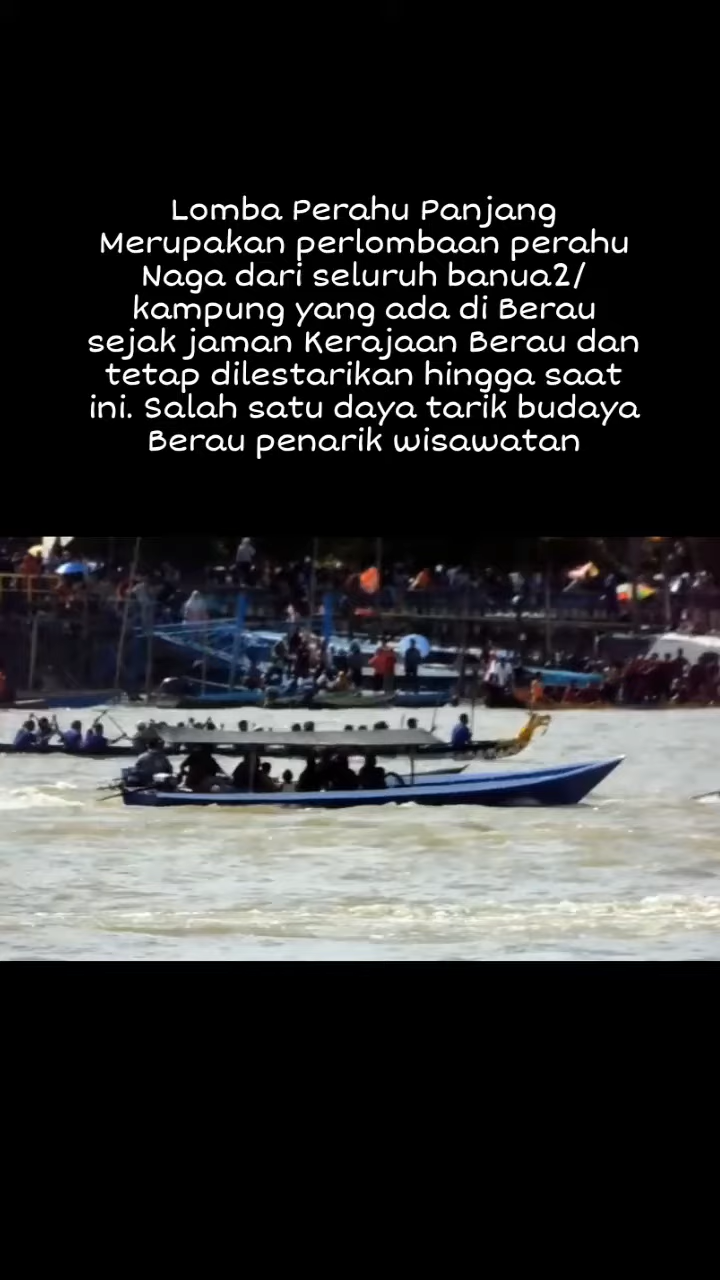 Lomba Perahu Panjang
Merupakan perlombaan perahu
Naga dari seluruh banua2/
kampung yang ada di Berau
sejak jaman Kerajaan Berau dan
tetap dilestarikan hingga saat
ini. Salah satu daya tarik budaya
Berau penarik wisawatan